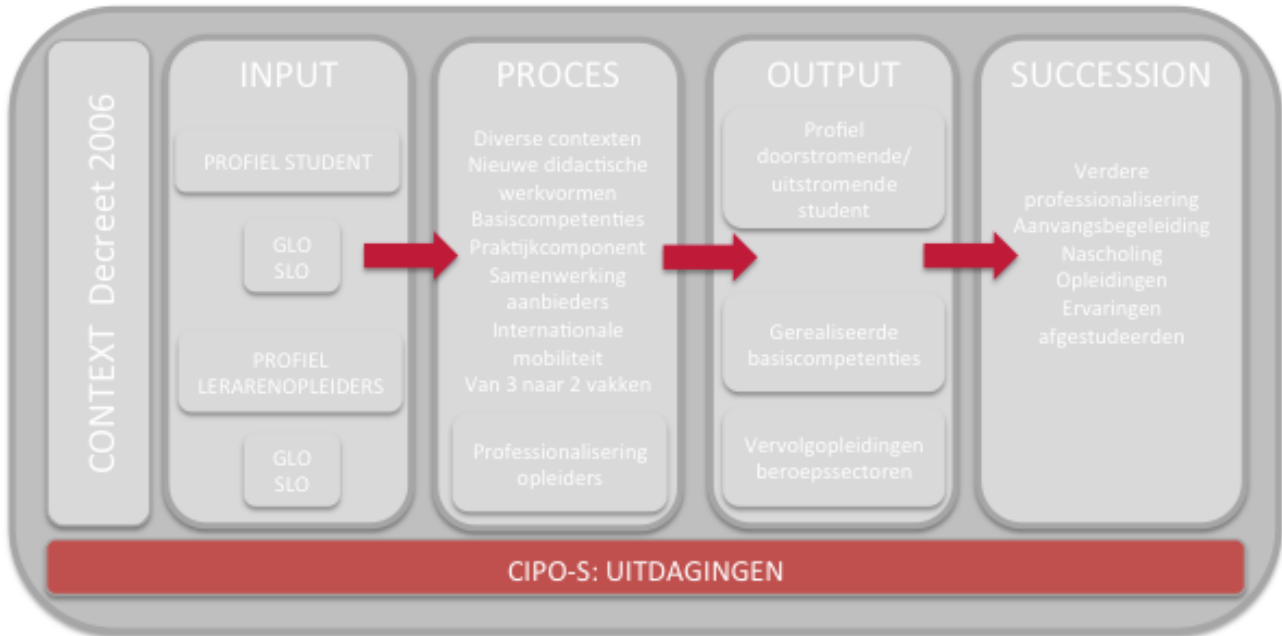 CONTEXT Decreet 2006
INPUT
PROFIEL STUDENT
GLO
SLO
PROFIEL
LERARENOPLEIDERS
GLO
SLO
PROCES
Diverse contexten
Nieuwe didactische
werkvormen
Basiscompetenties
Praktijkcomponent
Samenwerking
aanbieders
Internationale
mobiliteit
Van 3 naar 2 vakken
Professionalisering
opleiders
OUTPUT
Profiel
doorstromende/
uitstromende
student
Gerealiseerde
basiscompetenties
Vervolgopleidingen
beroepssectoren
SUCCESSION
Verdere
professionalisering
Aanvangsbegeleiding
Nascholing
Opleidingen
Ervaringen
afgestudeerden
CIPO-S: UITDAGINGEN